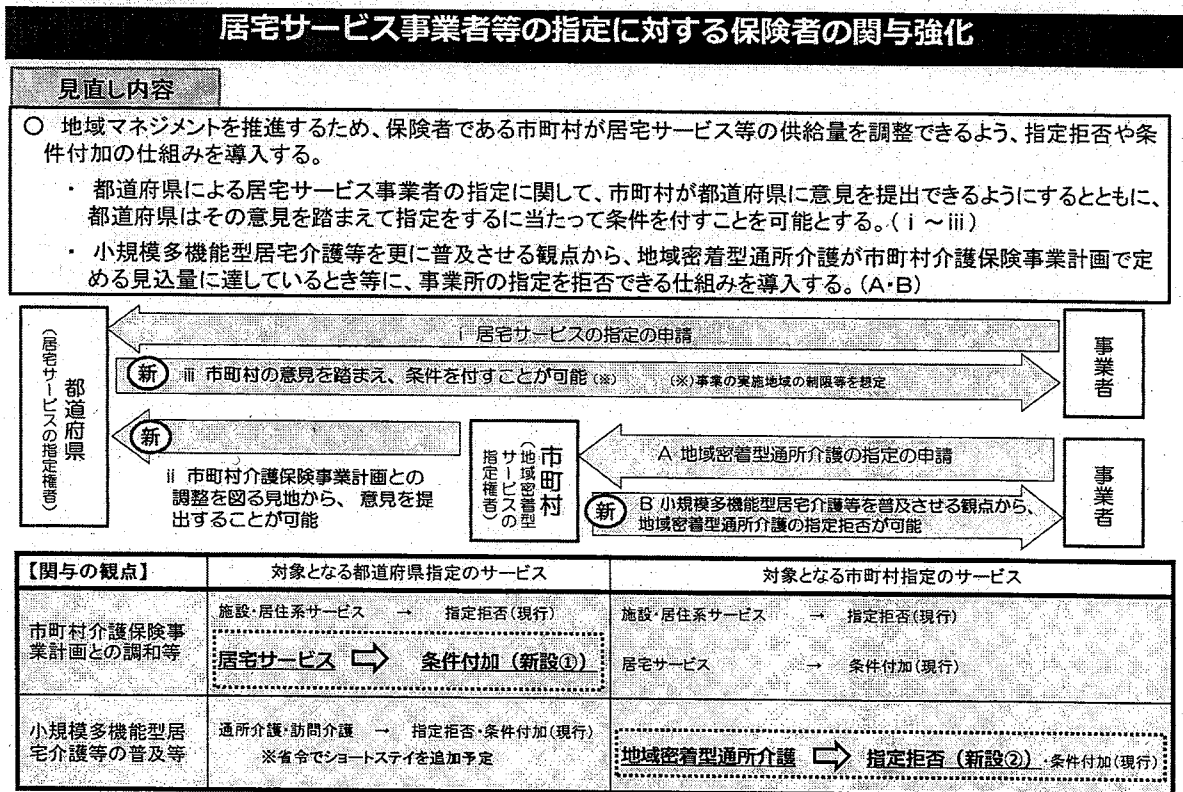 居宅サービス事業者等の指定に対する保険者の関与強化
見直し内容
○ 地域マネジメントを推進するため、保険者である市町村が居宅サービス等の供給量を調整できるよう、指定拒否や条
件付加の仕組みを導入する。
・ 都道府県による居宅サービス事業者の指定に関して、市町村が都道府県に意見を提出できるようにするとともに、
都道府県はその意見を踏まえて指定をするに当たって条件を付すことを可能とする。(ⅰ~ⅲ)
・ 小規模多機能型居宅介護等を更に普及させる観点から、地域密着型通所介護が市町村介護保険事業計画で定
める見込量に達しているとき等に、事業所の指定を拒否できる仕組みを導入する。(A・B)
都道府県
(居宅サービスの指定権者)
ⅰ 居宅サービスの指定の申請
新 ⅲ 市町村の意見を踏まえ、条件を付すことが可能(※) (※)事業の実施地域の制限等を想定
事業者
新
ⅱ 市町村介護保険事業計画との
調整を図る見地から、意見を提
出することが可能
市町村
(地域密着型
サービスの
指定権者)
A 地域密着型通所介護の指定の申請
新 B 小規模多機能型居宅介護等を普及させる観点から、
地域密着型通所介護の指定拒否が可能
事業者
【関与の観点】 対象となる都道府県指定のサービス 対象となる市町村指定のサービス
市町村介護保険事
業計画との調和等
施設・居住系サービス → 指定拒否(現行)
居宅サービス ⇨ 条件付加(新設①)
施設・居住系サービス → 指定拒否(現行)
居宅サービス → 条件付加(現行)
小規模多機能型居
宅介護等の普及等
通所介護・訪問介護 → 指定拒否・条件付加(現行)
※省令でショートステイを追加予定
地域密着型通所介護 ⇨ 指定拒否(新設②)・条件付加(現行)